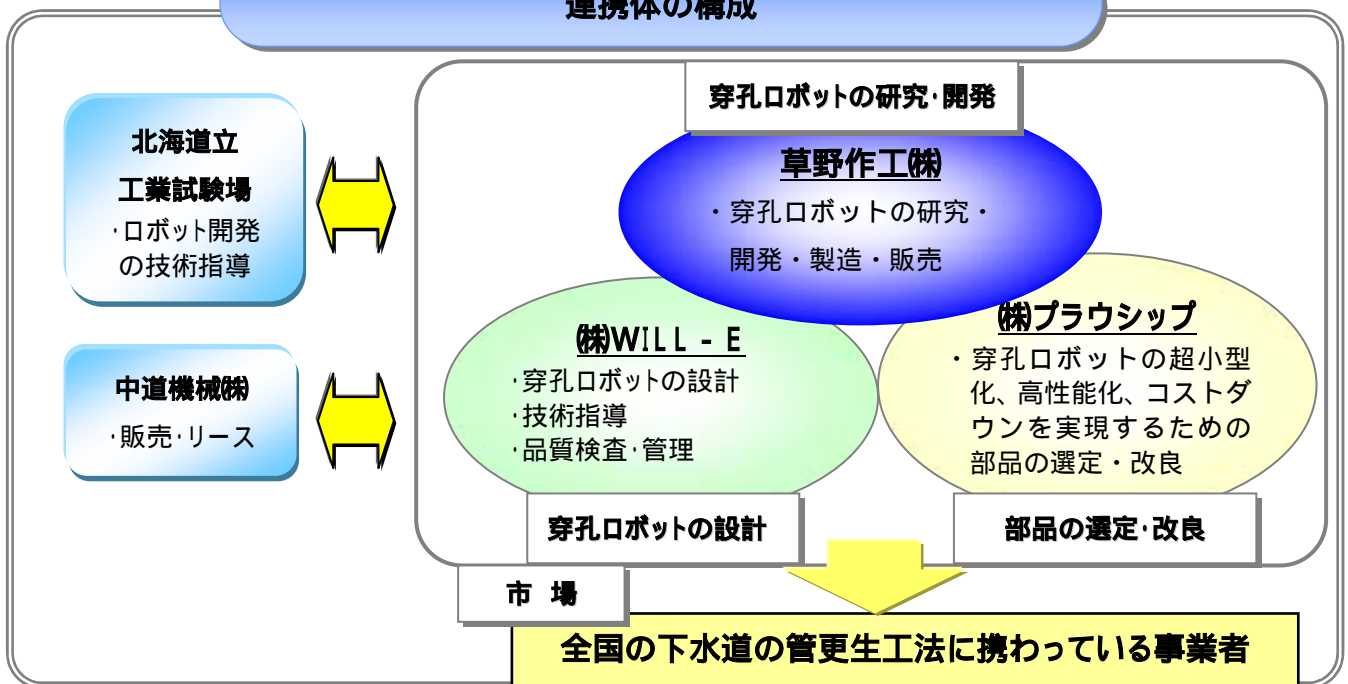 連携体の構成
穿孔ロボットの研究･開発
草野作工㈱
・穿孔ロボットの研究・
開発・製造・販売
北海道立
工業試験場
･ロボット開発
の技術指導
中道機械㈱
･販売･リース
㈱WILL－E
･穿孔ロボットの設計
･技術指導
･品質検査･管理
穿孔ロボットの設計
㈱プラウシップ
・穿孔ロボットの超小型
化、高性能化、コストダ
ウンを実現するための
部品の選定・改良
部品の選定･改良
市 場
全国の下水道の管更生工法に携わっている事業者